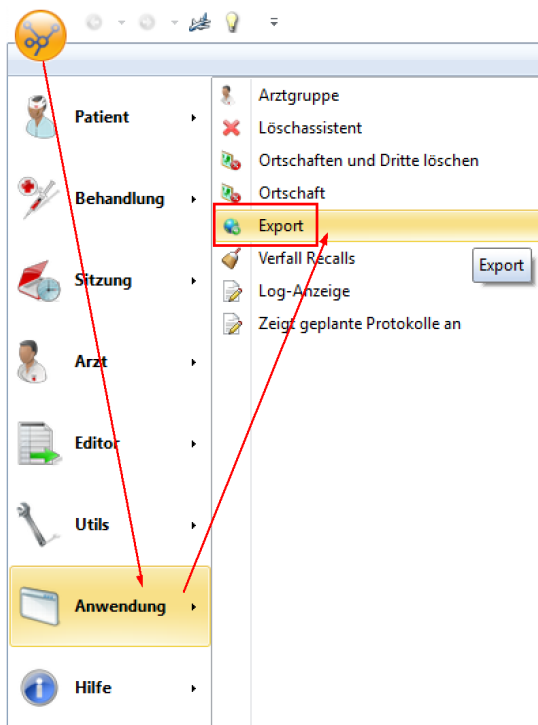 Patient
Behandlung
Sitzung
Arzt
Editor
Utils
Anwendung
Hilfe
Arztgruppe
Löschassistent
Ortschaften und Dritte löschen
Ortschaft
Export
Verfall Recalls
Export
Log-Anzeige
Zeigt geplante Protokolle an